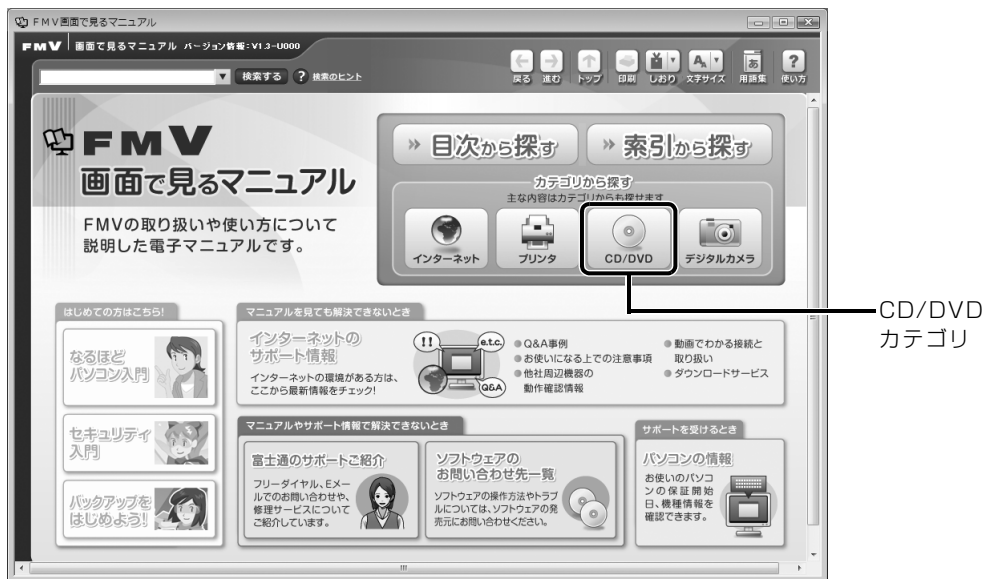 FMV画面で見るマニュアル
FMV 画面で見るマニュアル バージョン情報:V1.3-U000
検索する ? 検索のヒント
戻る 進む トップ 印刷 しおり 文字サイズ 用語集 使い方
FMV
画面で見るマニュアル
FMVの取り扱いや使い方について
説明した電子マニュアルです。
目次から探す
索引から探す
カテゴリから探す
主な内容はカテゴリからも探せます
インターネット
プリンタ
CD/DVD
デジタルカメラ
CD/DVD
カテゴリ
はじめての方はこちら!
なるほど
パソコン入門
セキュリティ
入門
バックアップを
はじめよう!
マニュアルを見ても解決できないとき
インターネットの
サポート情報
インターネットの環境がある方は、
ここから最新情報をチェック!
!!
e.t.c.
Q&A
Q&A事例
お使いになる上での注意事項
他社周辺機器の
動作確認情報
動画でわかる接続と
取り扱い
ダウンロードサービス
マニュアルやサポート情報で解決できないとき
富士通のサポートご紹介
フリーダイヤル、Eメー
ルでのお問い合わせや、
修理サービスについて
ご紹介しています。
ソフトウェアの
お問い合わせ先一覧
ソフトウェアの操作方法やトラブ
ルについては、ソフトウェアの発
売元にお問い合わせください。
サポートを受けるとき
パソコンの情報
お使いのパソコ
ンの保証開始
日、機種情報を
確認できます。